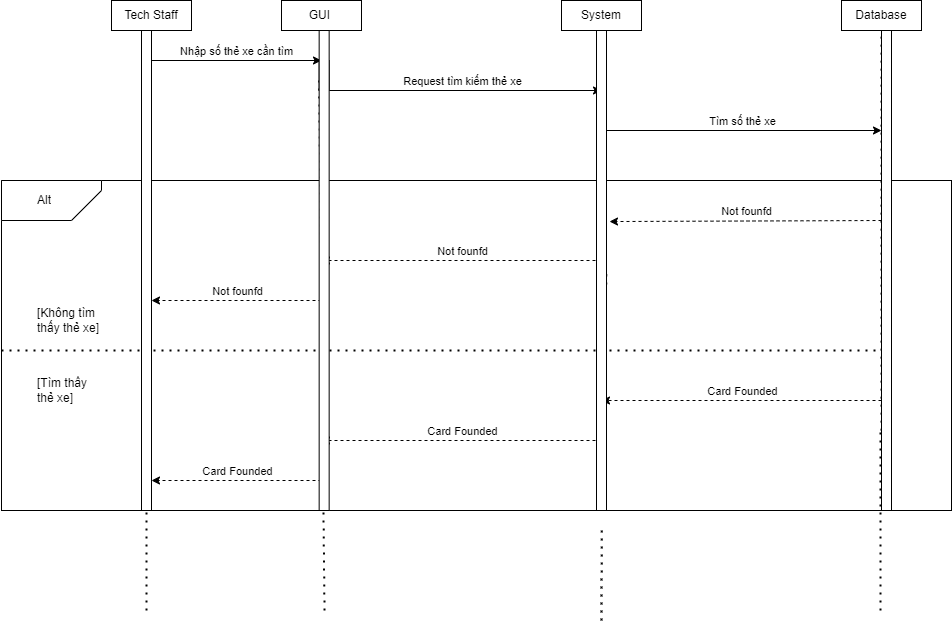 Tech Staff
GUI
System
Database
Nhập số thẻ xe cần tìm
Request tìm kiếm thẻ xe
Tìm số thẻ xe
Alt
Not founfd
Not founfd
Not founfd
[Không tìm
thấy thẻ xe]
[Tìm thấy
thẻ xe]
Card Founded
Card Founded
Card Founded